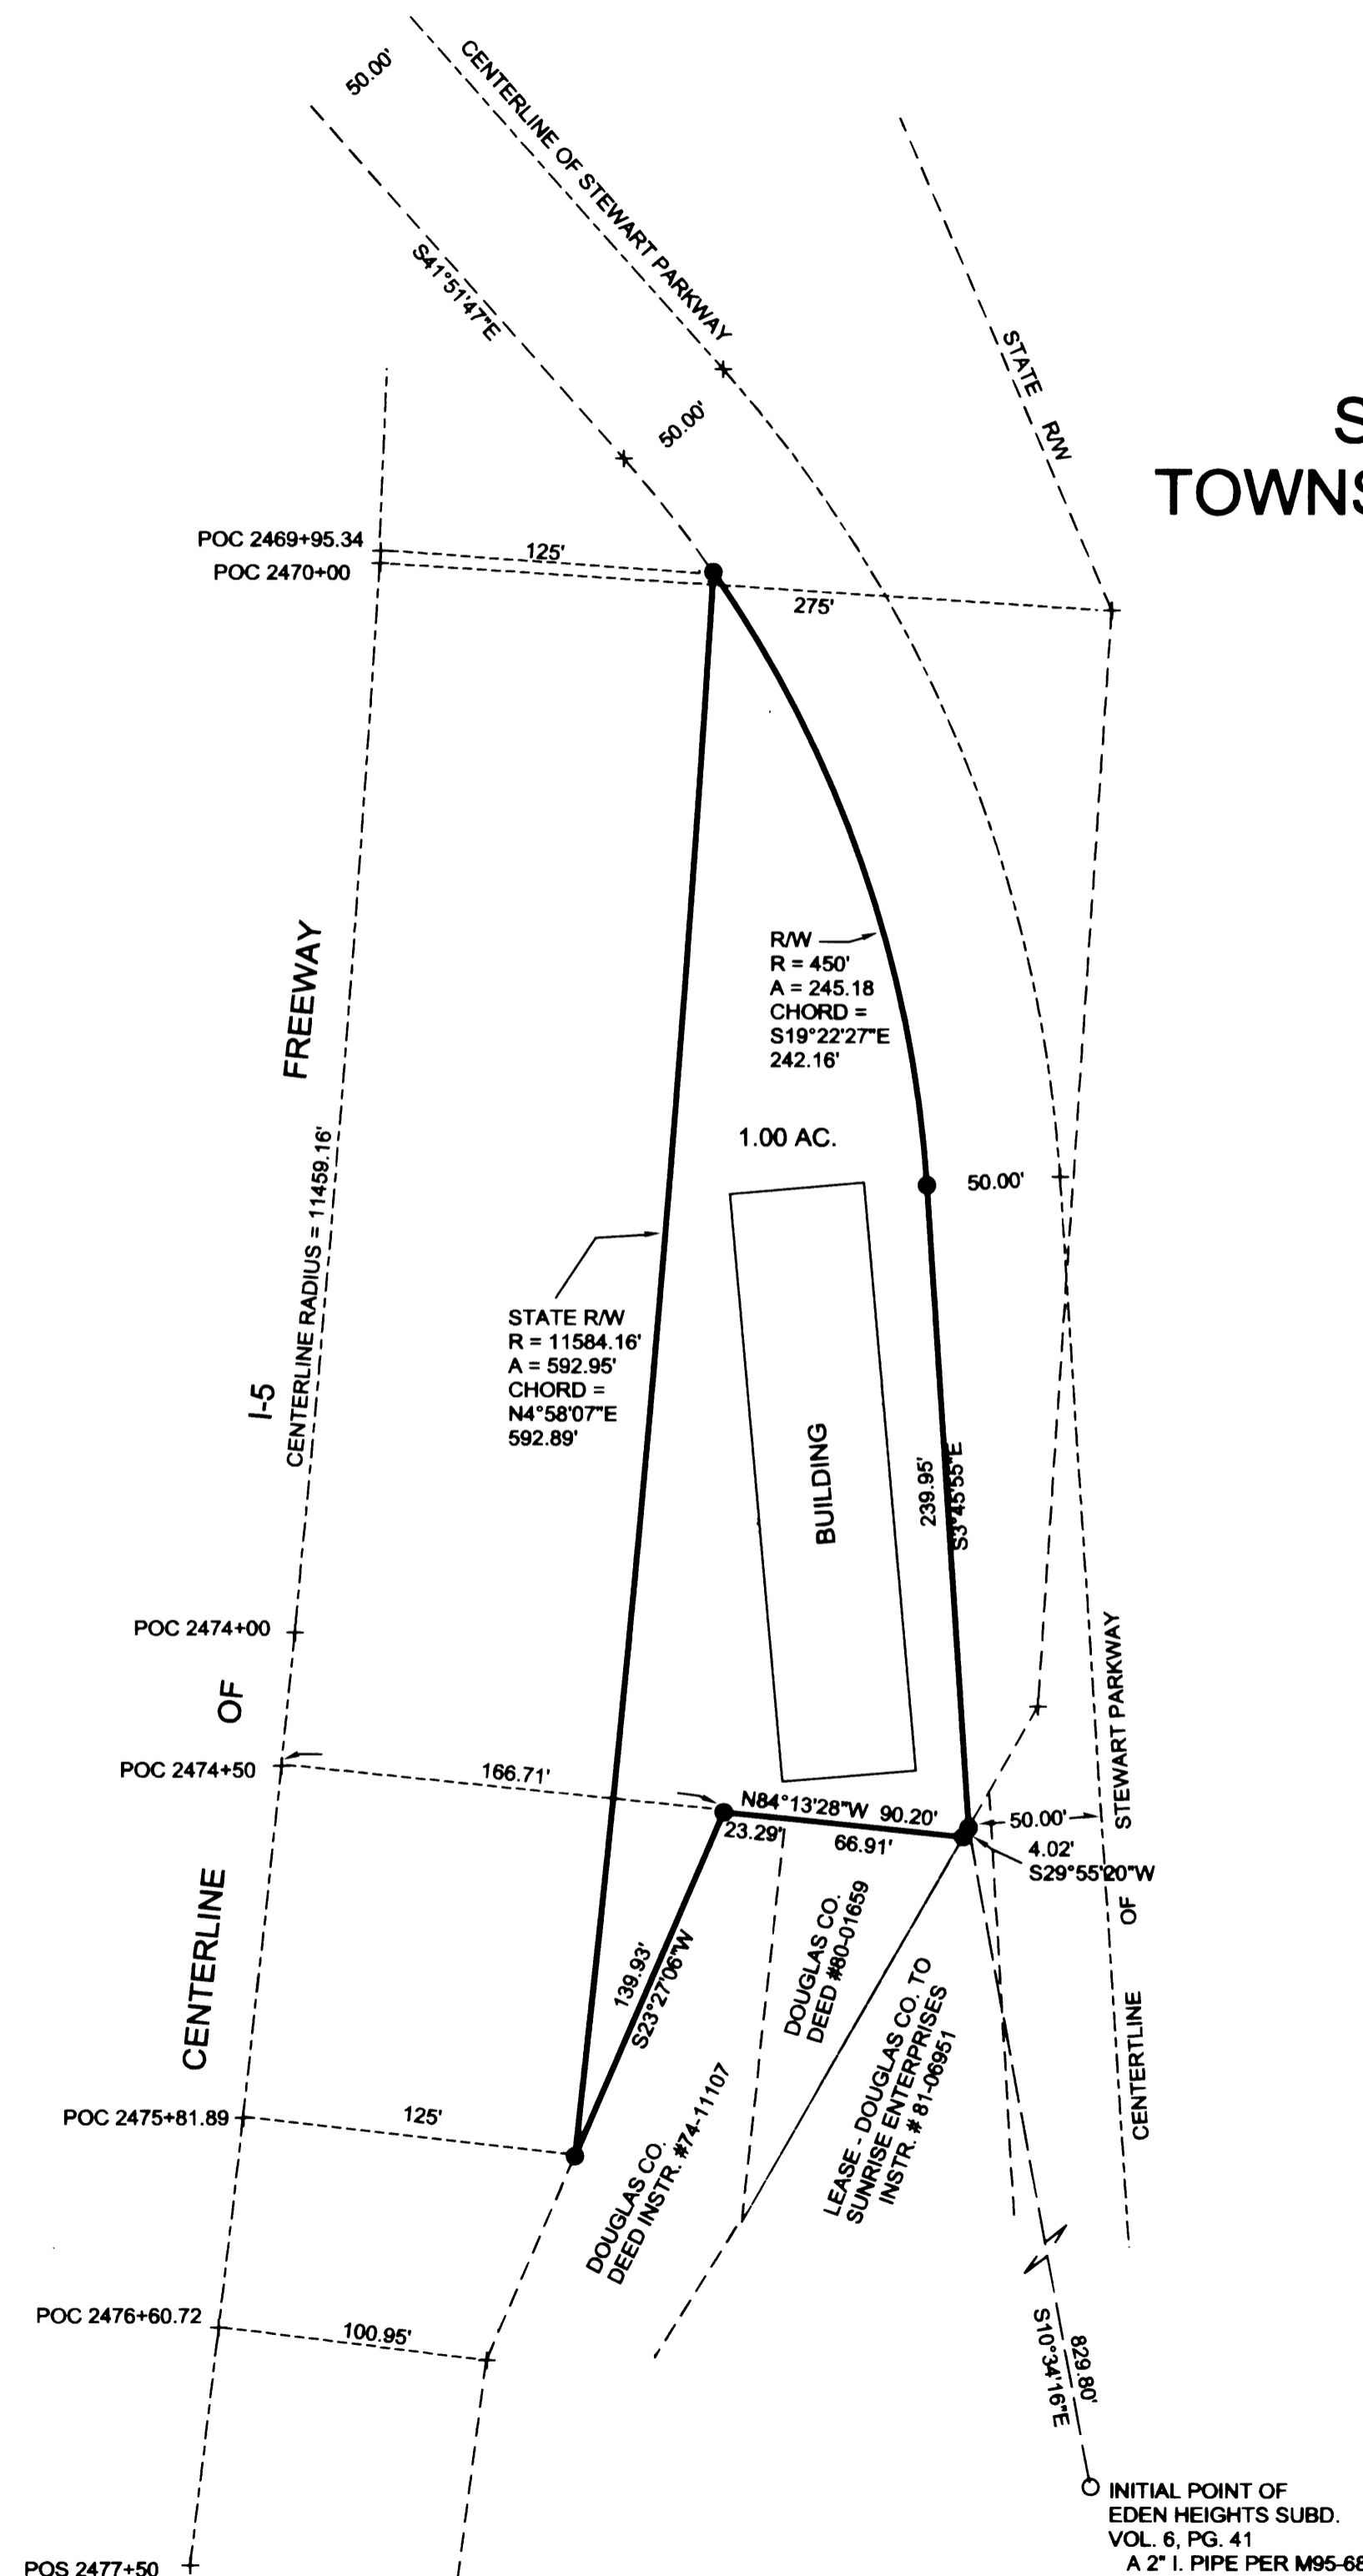 50.00'
CENTERLINE OF STEWART PARKWAY
S41°51'47"E
STATE R/W
50.00'
S
TOWNS
POC 2469+95.34
125'
POC 2470+00
275'
FREEWAY
R/W
R = 450'
A = 245.18
CHORD =
S19°22'27"E
242.16'
1.00 AC.
50.00'
CENTERLINE RADIUS = 11459.16'
STATE R/W
R = 11584.16'
A = 592.95'
CHORD =
N4°58'07"E
592.89'
I-5
BUILDING
239.95'
S3°45'55"E
POC 2474+00
OF
STEWART PARKWAY
POC 2474+50
166.71'
N84°13'28"W 90.20'
23.29'
66.91'
50.00'
4.02'
S29°55'20"W
OF
CENTERLINE
139.93'
S23°27'06"W
DOUGLAS CO.
DEED #80-01659
LEASE - DOUGLAS CO. TO
SUNRISE ENTERPRISES
INSTR. # 81-06951
CENTERTLINE
POC 2475+81.89
125'
DOUGLAS CO.
DEED INSTR. #74-11107
POC 2476+60.72
100.95'
829.80'
S10°34'16"E
INITIAL POINT OF
EDEN HEIGHTS SUBD.
VOL. 6, PG. 41
A 2" I. PIPE PER M95-68
POS 2477+50